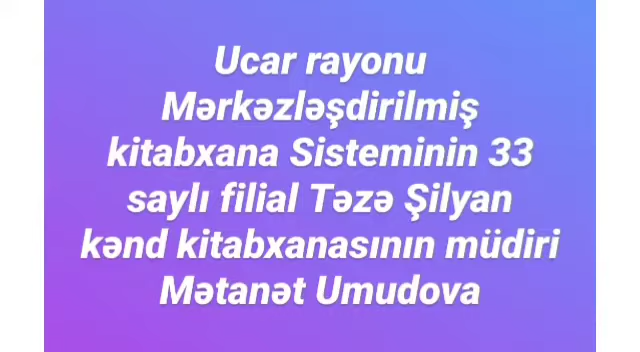 Ucar rayonu
Mərkəzləşdirilmiş
kitabxana Sisteminin 33
saylı filial Təzə Şilyan
kənd kitabxanasının müdiri
Mətanət Umudova